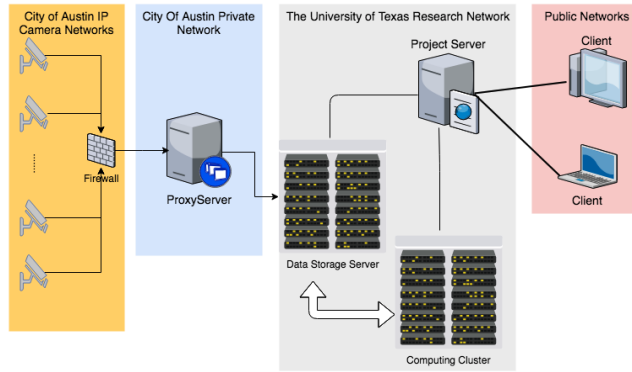 City of Austin IP
Camera Networks
City Of Austin Private
Network
The University of Texas Research Network
Public Networks
Project Server
Client
Firewall
ProxyServer
Client
Data Storage Server
Computing Cluster